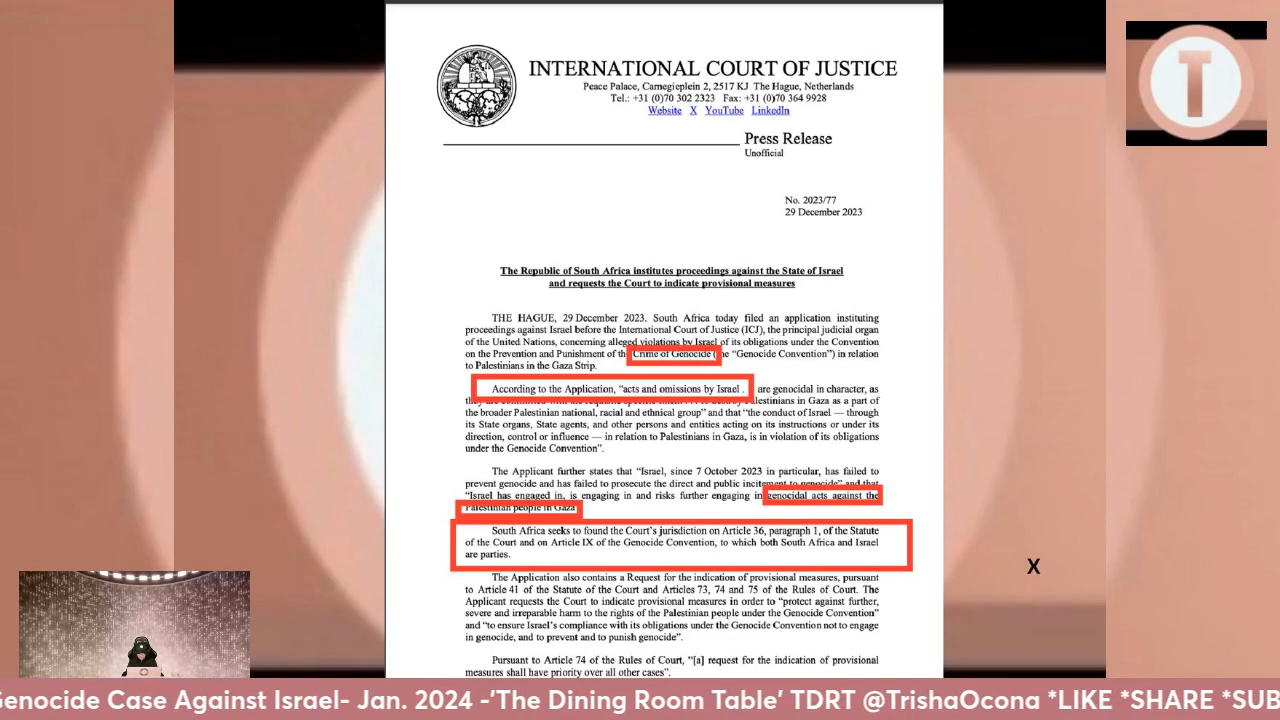 INTERNATIONAL COURT OF JUSTICE
Peace Palace, Carnegieplein 2, 2517 KJ The Hague, Netherlands
Tel.: +31 (0)70 302 2323 Fax: +31 (0)70 364 9928
Website X YouTube LinkedIn
Press Release
Unofficial
T
No. 2023/77
29 December 2023
The Republic of South Africa institutes proceedings against the State of Israel
and requests the Court to indicate provisional measures
THE HAGUE, 29 December 2023. South Africa today filed an application instituting
proceedings against Israel before the International Court of Justice (ICJ), the principal judicial organ
of the United Nations, concerning alleged violations by Israel of its obligations under the Convention
on the Prevention and Punishment of the Crime of Genocide (the “Genocide Convention”) in relation
to Palestinians in the Gaza Strip.
According to the Application, “acts and omissions by Israel . are genocidal in character, as
Palestinians in Gaza as a part of
the broader Palestinian national, racial and ethnical group” and that “the conduct of Israel — through
its State organs, State agents, and other persons and entities acting on its instructions or under its
direction, control or influence — in relation to Palestinians in Gaza, is in violation of its obligations
under the Genocide Convention”.
The Applicant further states that “Israel, since 7 October 2023 in particular, has failed to
prevent genocide and has failed to prosecute the direct and public incitement to genocide” and that
“Israel has engaged in, is engaging in and risks further engaging in genocidal acts against the
Palestinian people in Gaza
South Africa seeks to found the Court’s jurisdiction on Article 36, paragraph 1, of the Statute
of the Court and on Article IX of the Genocide Convention, to which both South Africa and Israel
are parties.
X
The Application also contains a Request for the indication of provisional measures, pursuant
to Article 41 of the Statute of the Court and Articles 73, 74 and 75 of the Rules of Court. The
Applicant requests the Court to indicate provisional measures in order to “protect against further,
severe and irreparable harm to the rights of the Palestinian people under the Genocide Convention”
and “to ensure Israel’s compliance with its obligations under the Genocide Convention not to engage
in genocide, and to prevent and to punish genocide”.
Pursuant to Article 74 of the Rules of Court, “[a] request for the indication of provisional
measures shall have priority over all other cases”.
Genocide Case Against Israel- Jan. 2024 -’The Dining Room Table’ TDRT @TrishaOcona *LIKE *SHARE *SUB